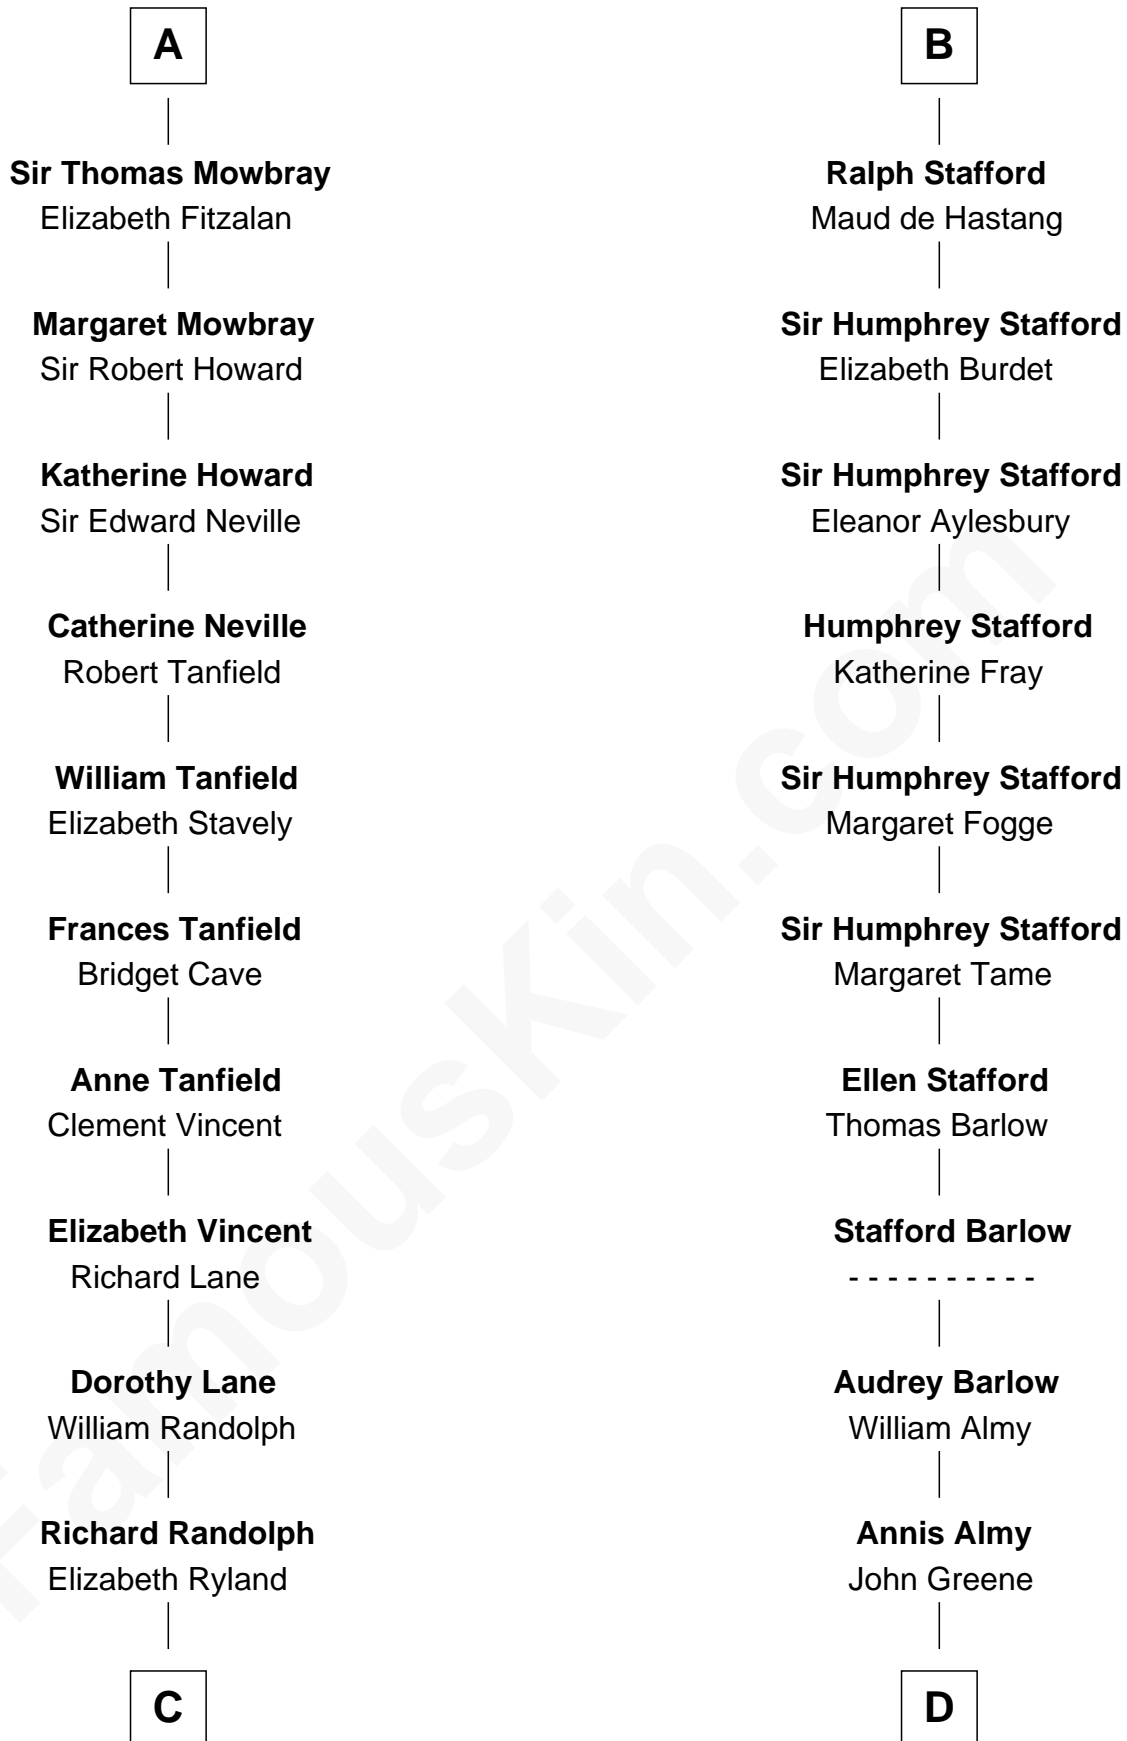 A
Sir Thomas Mowbray
Elizabeth Fitzalan
Margaret Mowbray
Sir Robert Howard
Katherine Howard
Sir Edward Neville
Catherine Neville
Robert Tanfield
William Tanfield
Elizabeth Stavely
Frances Tanfield
Bridget Cave
Anne Tanfield
Clement Vincent
Elizabeth Vincent
Richard Lane
Dorothy Lane
William Randolph
Richard Randolph
Elizabeth Ryland
C
B
Ralph Stafford
Maud de Hastang
Sir Humphrey Stafford
Elizabeth Burdet
Sir Humphrey Stafford
Eleanor Aylesbury
Humphrey Stafford
Katherine Fray
Sir Humphrey Stafford
Margaret Fogge
Sir Humphrey Stafford
Margaret Tame
Ellen Stafford
Thomas Barlow
Stafford Barlow
- - - - - - - - - -
Audrey Barlow
William Almy
Annis Almy
John Greene
D
FamousKin.com